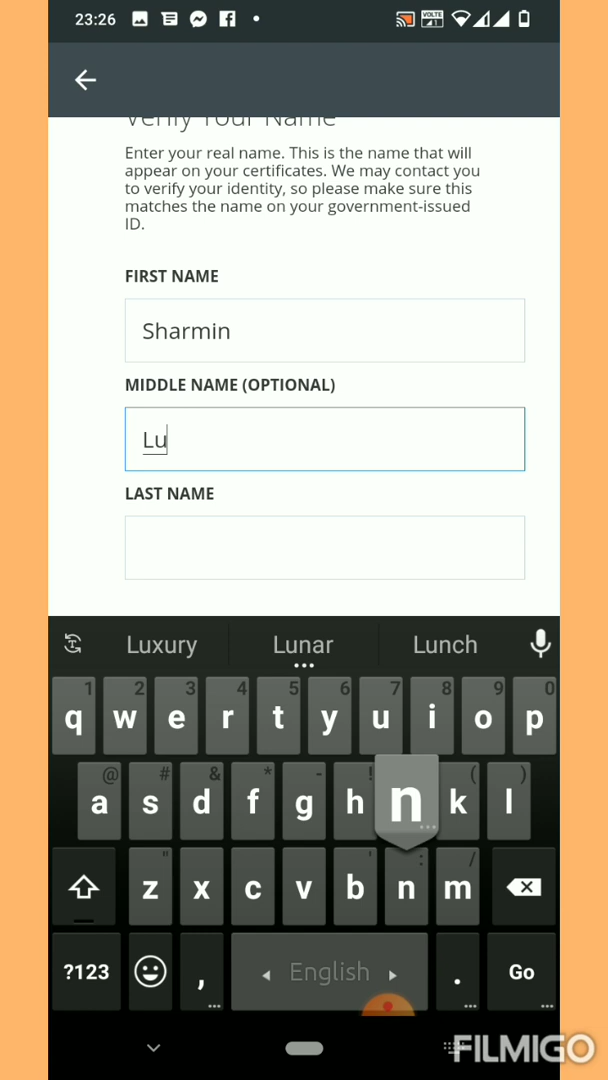 23:26
VoLTE
Verify Your Name
Enter your real name. This is the name that will
appear on your certificates. We may contact you
to verify your identity, so please make sure this
matches the name on your government-issued
ID.
FIRST NAME
Sharmin
MIDDLE NAME (OPTIONAL)
Lu
LAST NAME
Luxury Lunar Lunch
1 2 3 4 5 6 7 8 9 0
q w e r t y u i o p
@ # & * - ! ( )
a s d f g h n k l
" ' : /
z x c v b n m
?123 , English . Go
FILMIGO